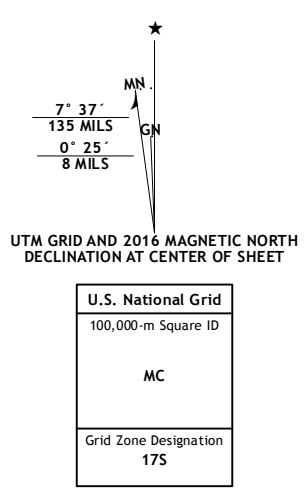 MN
7° 37´
135 MILS
GN
0° 25´
8 MILS
UTM GRID AND 2016 MAGNETIC NORTH
DECLINATION AT CENTER OF SHEET
U.S. National Grid
100,000-m Square ID
MC
Grid Zone Designation
17S